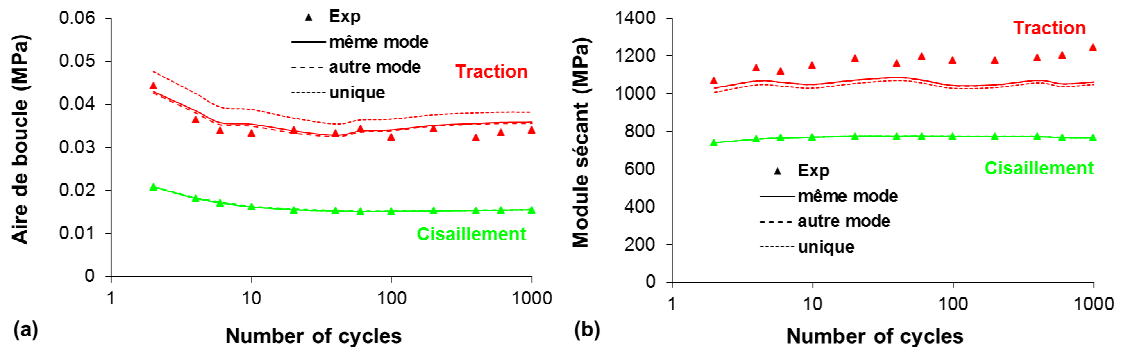 Aire de boucle (MPa)
0.06
0.05
0.04
0.03
0.02
0.01
0
Exp
même mode
autre mode
unique
Traction
Cisaillement
1
10
100
1000
(a)
Number of cycles
Module sécant (MPa)
1400
1200
1000
800
600
400
200
0
Traction
Cisaillement
Exp
même mode
autre mode
unique
1
10
100
1000
(b)
Number of cycles